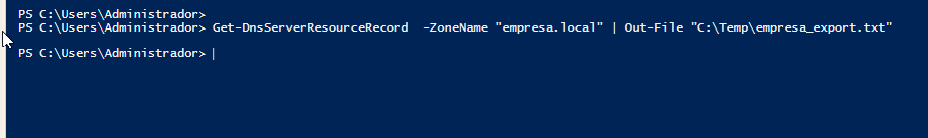 PS C:\Users\Administrador>
PS C:\Users\Administrador> Get-DnsServerResourceRecord  -ZoneName "empresa.local" | Out-File "C:\Temp\empresa_export.txt"
PS C:\Users\Administrador>